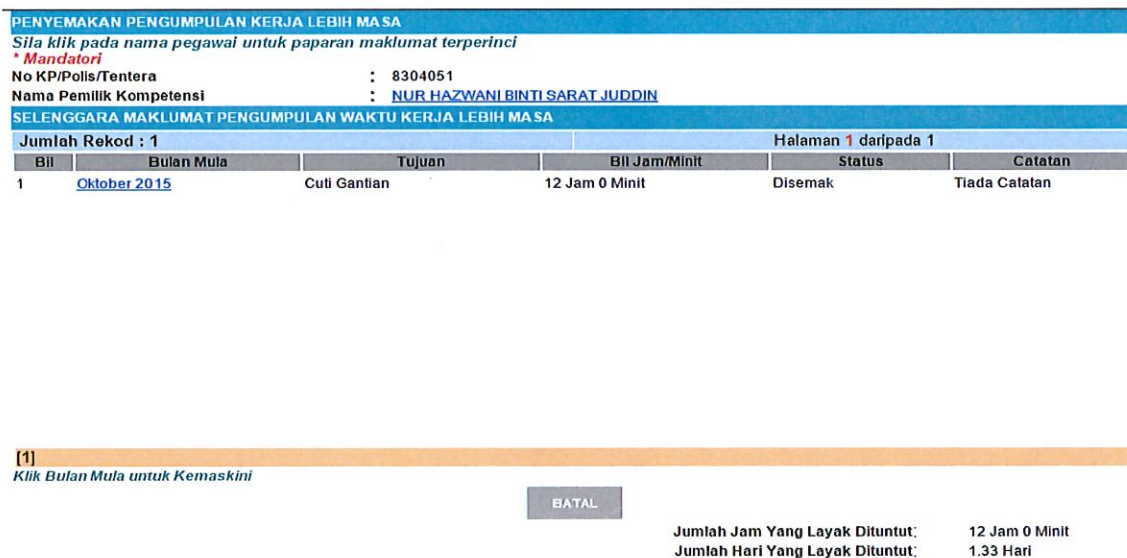 PENYEMAKAN PENGUMPULAN KERJA LEBIH MASA
Sila klik pada nama pegawai untuk paparan maklumat terperinci
* Mandatori
No KP/Polis/Tentera : 8304051
Nama Pemilik Kompetensi : NUR HAZWANI BINTI SARAT JUDDIN
SELENGGARA MAKLUMAT PENGUMPULAN WAKTU KERJA LEBIH MASA
Jumlah Rekod : 1 Halaman 1 daripada 1
Bil Bulan Mula Tujuan Bil Jam/Minit Status Catatan
1 Oktober 2015 Cuti Gantian 12 Jam 0 Minit Disemak Tiada Catatan
[1]
Klik Bulan Mula untuk Kemaskini
BATAL
Jumlah Jam Yang Layak Dituntut: 12 Jam 0 Minit
Jumlah Hari Yang Layak Dituntut: 1.33 Hari